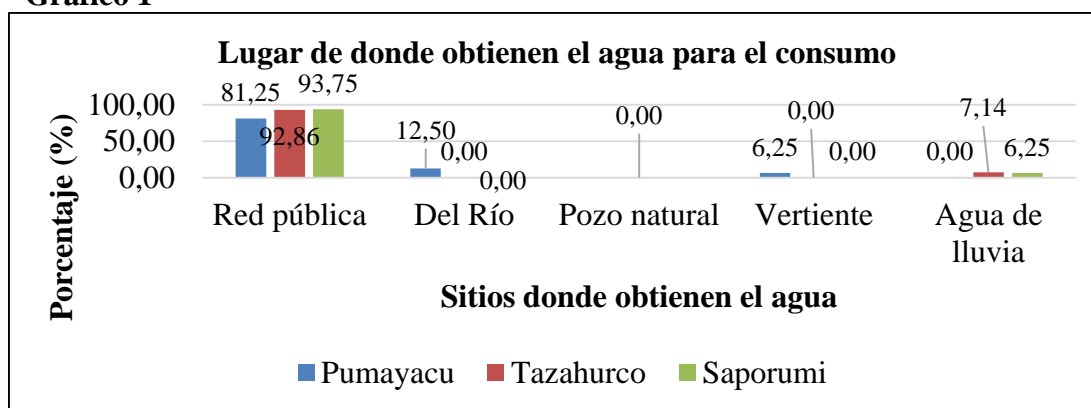 Gráfico 1
Lugar de donde obtienen el agua para el consumo
Porcentaje (%)
100,00
50,00
0,00
81,25
92,86
93,75
12,50
0,00
0,00
0,00
6,25
0,00
0,00
0,00
7,14
6,25
Red pública
Del Río
Pozo natural
Vertiente
Agua de
lluvia
Sitios donde obtienen el agua
Pumayacu
Tazahurco
Saporumi